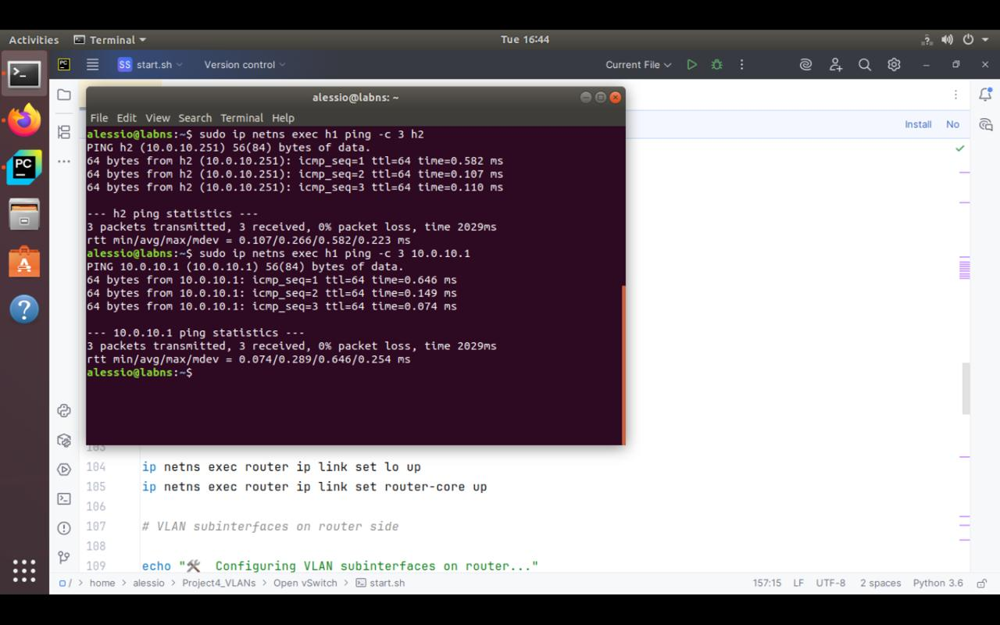 Activities Terminal Tue 16:44
PC SS start.sh Version control Current File
alessio@labns: ~
File Edit View Search Terminal Help
Install No
alessio@labns:~$ sudo ip netns exec h1 ping -c 3 h2
PING h2 (10.0.10.251) 56(84) bytes of data.
64 bytes from h2 (10.0.10.251): icmp_seq=1 ttl=64 time=0.582 ms
64 bytes from h2 (10.0.10.251): icmp_seq=2 ttl=64 time=0.107 ms
64 bytes from h2 (10.0.10.251): icmp_seq=3 ttl=64 time=0.110 ms
--- h2 ping statistics ---
3 packets transmitted, 3 received, 0% packet loss, time 2029ms
rtt min/avg/max/mdev = 0.107/0.266/0.582/0.223 ms
alessio@labns:~$ sudo ip netns exec h1 ping -c 3 10.0.10.1
PING 10.0.10.1 (10.0.10.1) 56(84) bytes of data.
64 bytes from 10.0.10.1: icmp_seq=1 ttl=64 time=0.646 ms
64 bytes from 10.0.10.1: icmp_seq=2 ttl=64 time=0.149 ms
64 bytes from 10.0.10.1: icmp_seq=3 ttl=64 time=0.074 ms
--- 10.0.10.1 ping statistics ---
3 packets transmitted, 3 received, 0% packet loss, time 2029ms
rtt min/avg/max/mdev = 0.074/0.289/0.646/0.254 ms
alessio@labns:~$
PC
103
104 ip netns exec router ip link set lo up
105 ip netns exec router ip link set router-core up
106
107 # VLAN subinterfaces on router side
108
109 echo "🛠 Configuring VLAN subinterfaces on router..."
/ > home > alessio > Project4_VLANs > Open vSwitch > start.sh 157:15 LF UTF-8 2 spaces Python 3.6